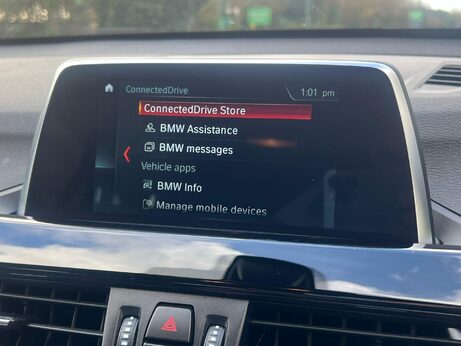 ConnectedDrive
1:01 pm
ConnectedDrive Store
BMW Assistance
BMW messages
Vehicle apps
BMW Info
Manage mobile devices